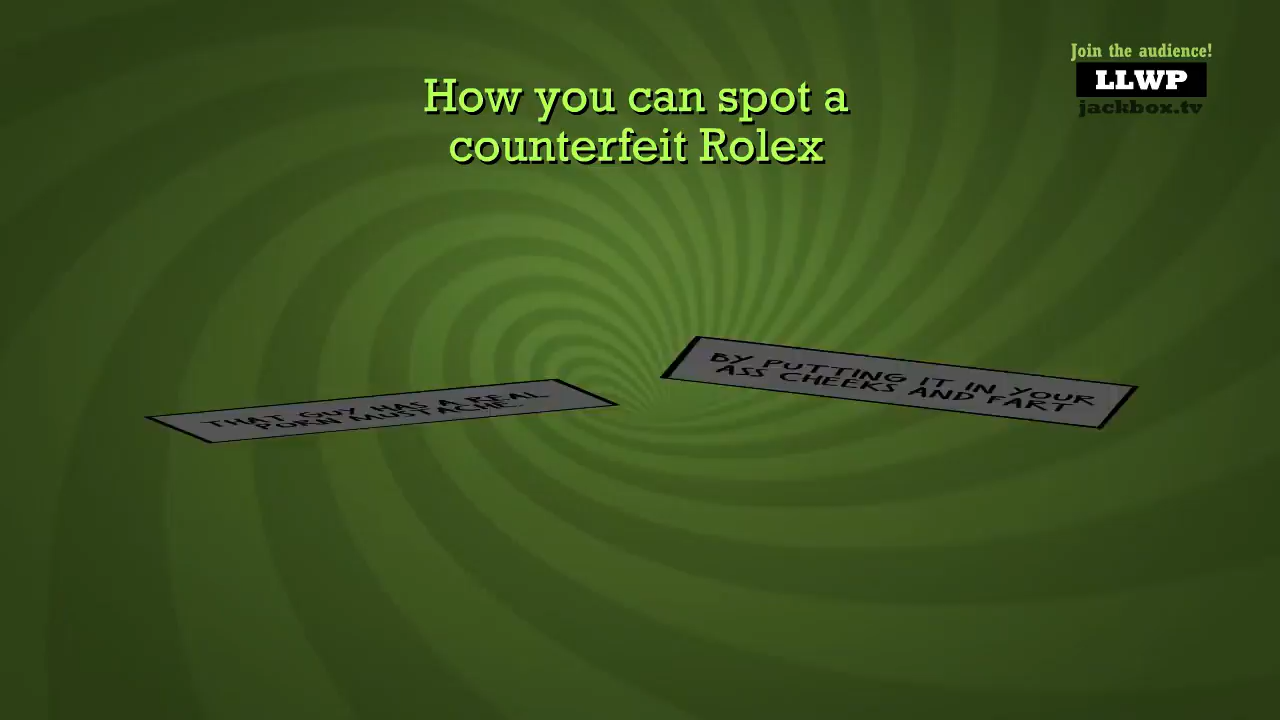 Join the audience!
LLWP
jackbox.tv
How you can spot a
counterfeit Rolex
THAT GUY HAS A REAL
PORN MUSTACHE.
BY PUTTING IT IN YOUR
ASS CHEEKS AND FART